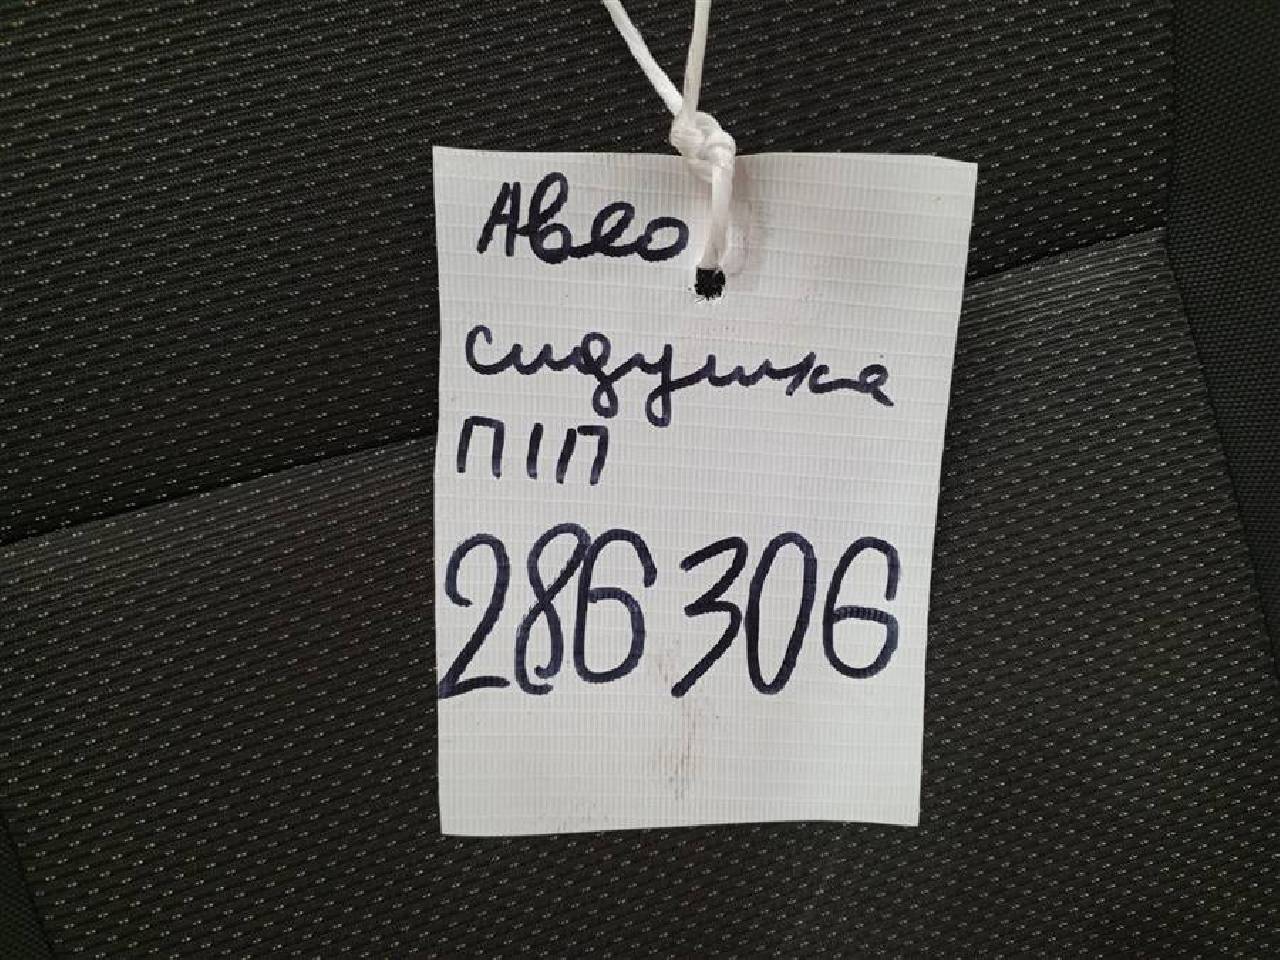 Авео
сидушка
П1П
286306